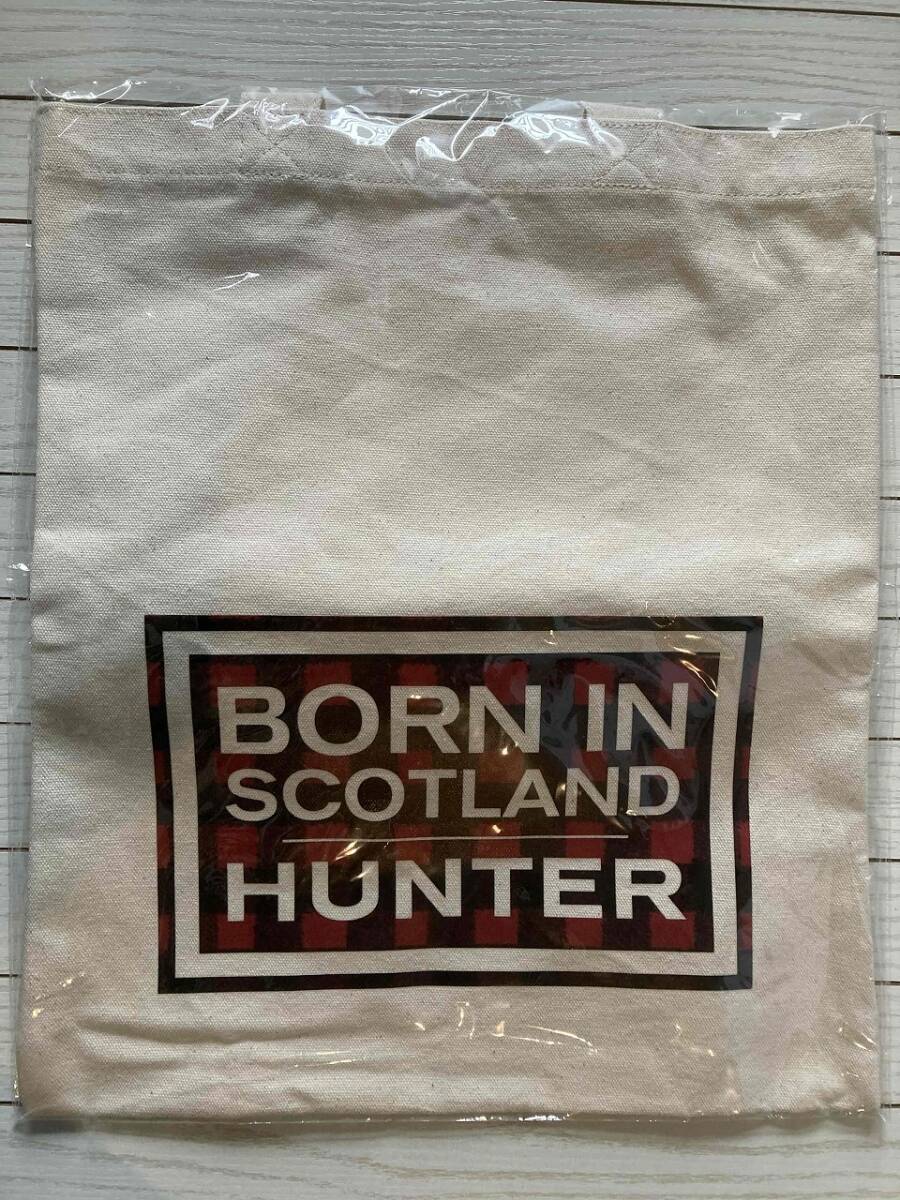 BORN IN
SCOTLAND
HUNTER